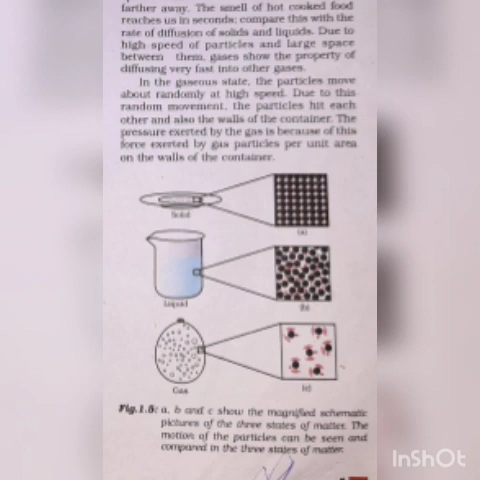 farther away. The smell of hot cooked food
reaches us in seconds; compare this with the
rate of diffusion of solids and liquids. Due to
high speed of particles and large space
between them, gases show the property of
diffusing very fast into other gases.
In the gaseous state, the particles move
about randomly at high speed. Due to this
random movement, the particles hit each
other and also the walls of the container. The
pressure exerted by the gas is because of this
force exerted by gas particles per unit area
on the walls of the container.
Solid
(a)
Liquid
(b)
Gas
(c)
Fig.1.5: a, b and c show the magnified schematic
pictures of the three states of matter. The
motion of the particles can be seen and
compared in the three states of matter.
InShOt